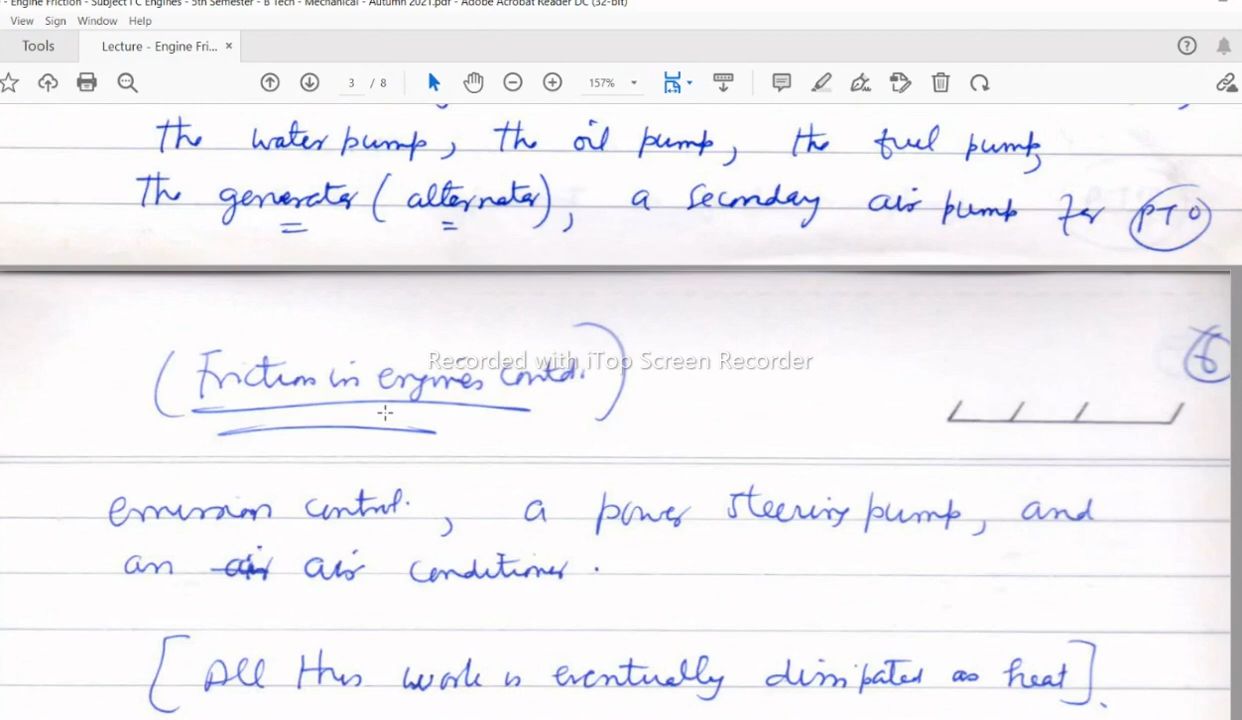 - Engine Friction - Subject I C Engines - 5th Semester - B Tech - Mechanical - Autumn 2021.pdf - Adobe Acrobat Reader DC (32-bit)
View Sign Window Help
Tools Lecture - Engine Fri... ×
3 / 8 157%
the water pump, the oil pump, the fuel pump,
The generator (alternator), a secondary air pump for PTO
(Friction in engines contd.)
Recorded with iTop Screen Recorder
emission control, a power steering pump, and
an air air conditioner.
[All this work is eventually dissipated as heat].